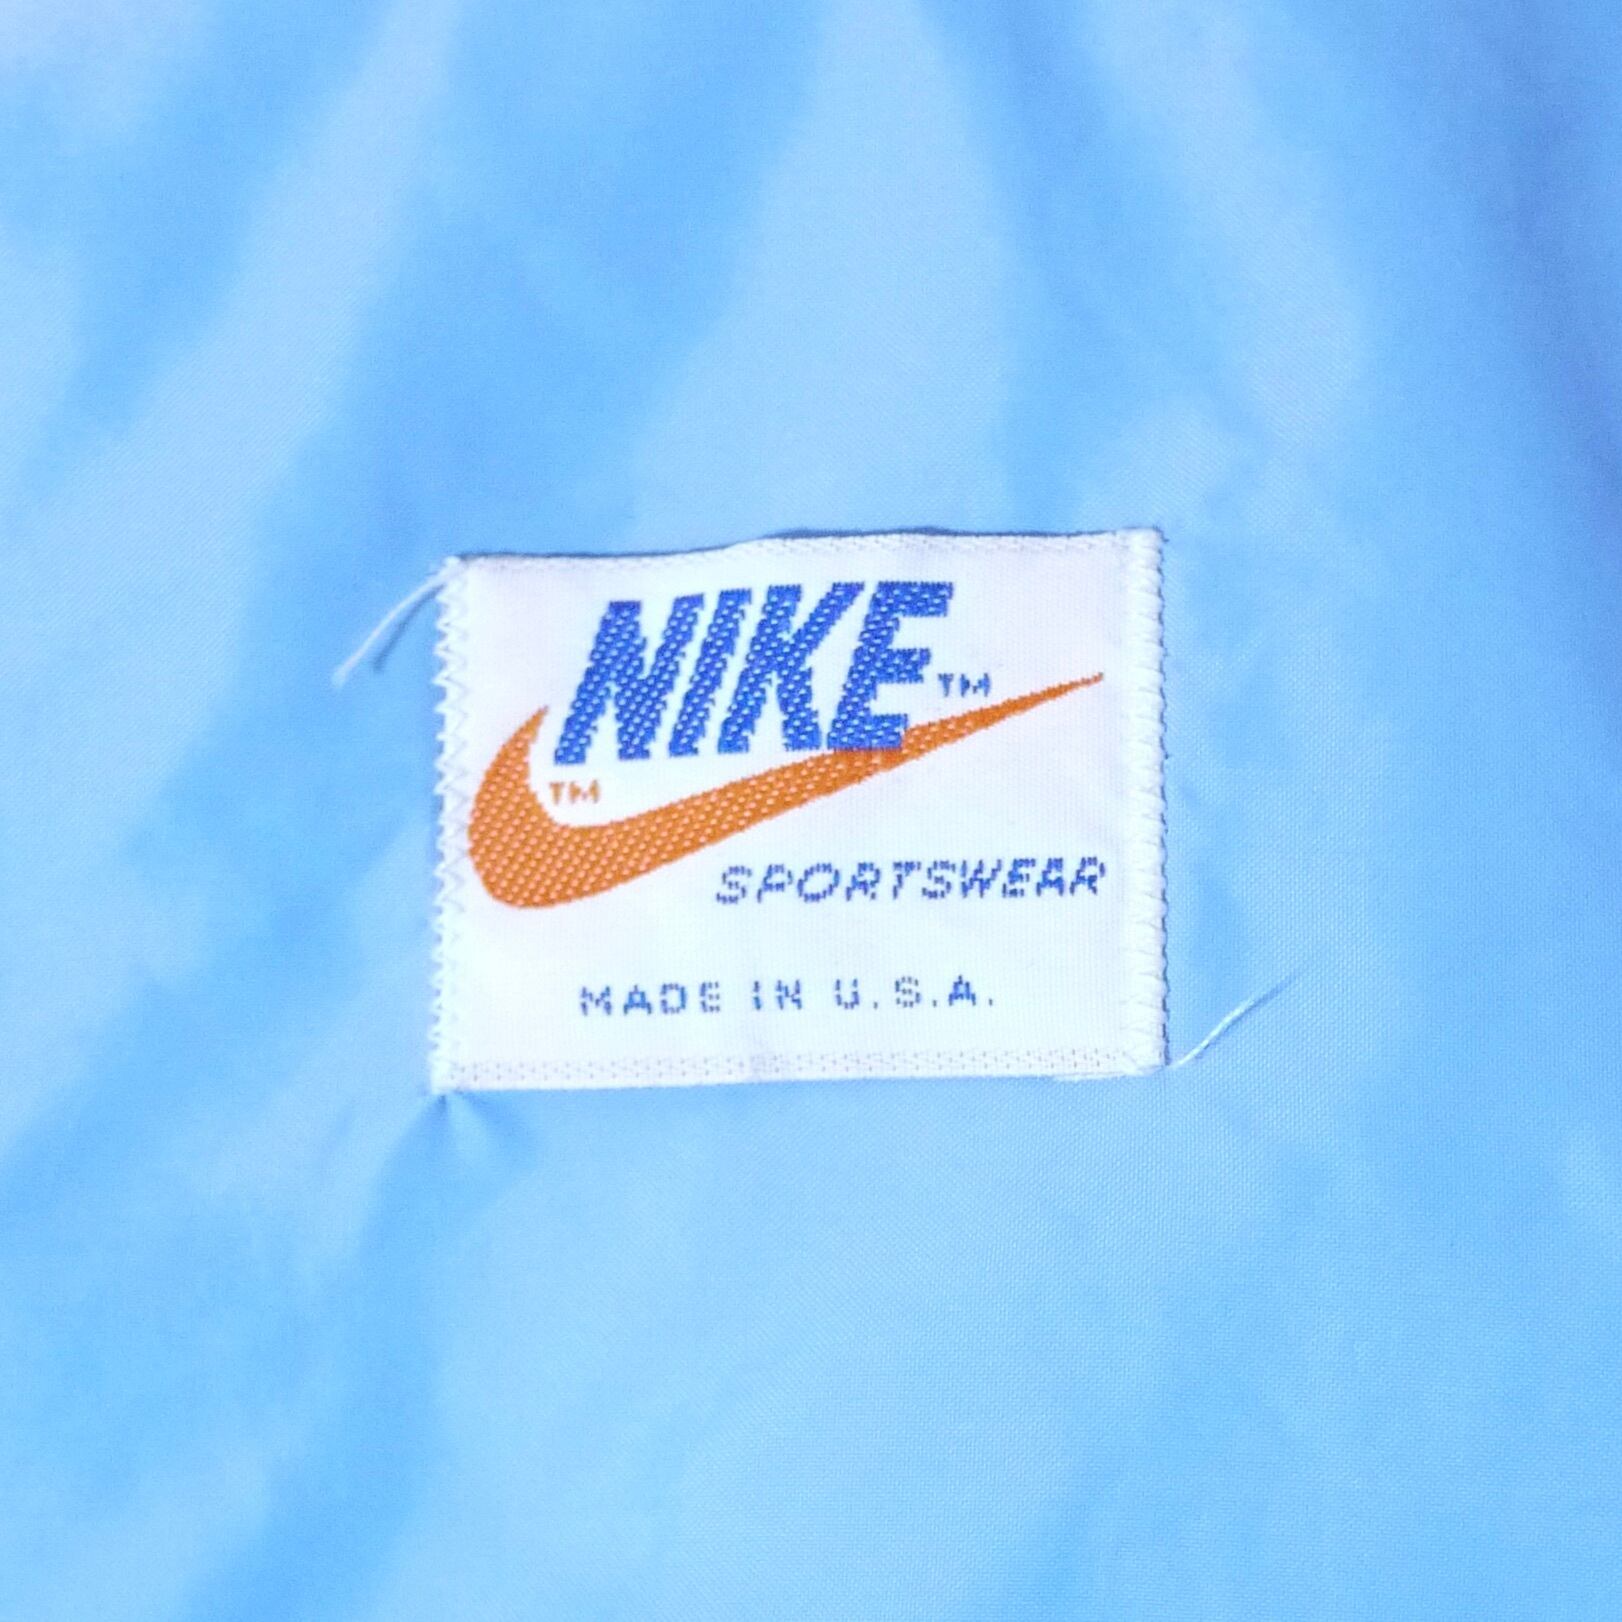 NIKE™
™
SPORTSWEAR
MADE IN U.S.A.